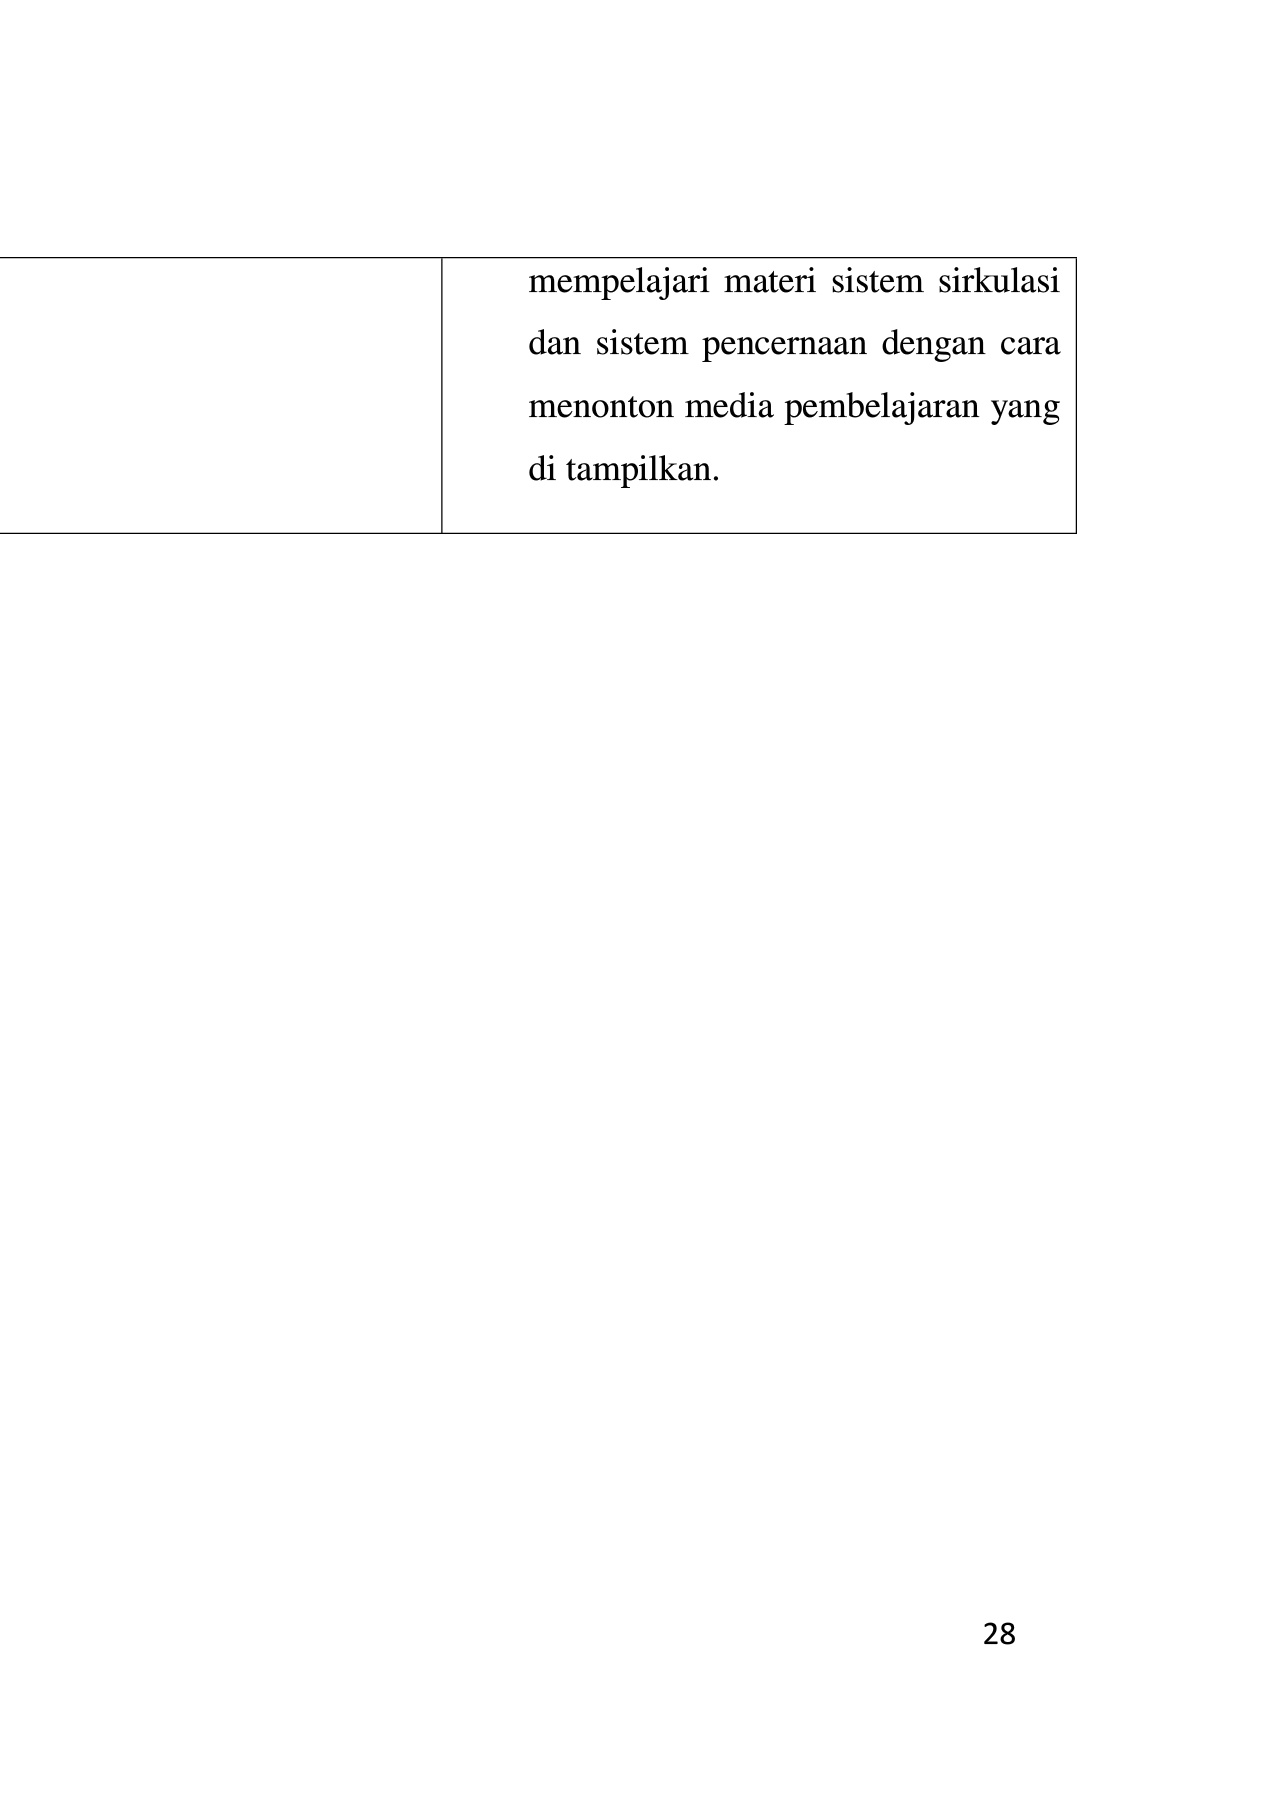 mempelajari materi sistem sirkulasi
dan sistem pencernaan dengan cara
menonton media pembelajaran yang
di tampilkan.
28